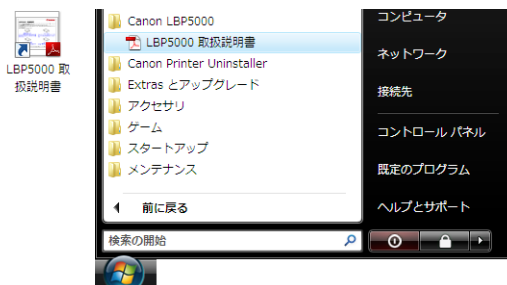 LBP5000 取
扱説明書
Canon LBP5000
LBP5000 取扱説明書
Canon Printer Uninstaller
Extras とアップグレード
アクセサリ
ゲーム
スタートアップ
メンテナンス
前に戻る
検索の開始
コンピュータ
ネットワーク
接続先
コントロール パネル
既定のプログラム
ヘルプとサポート